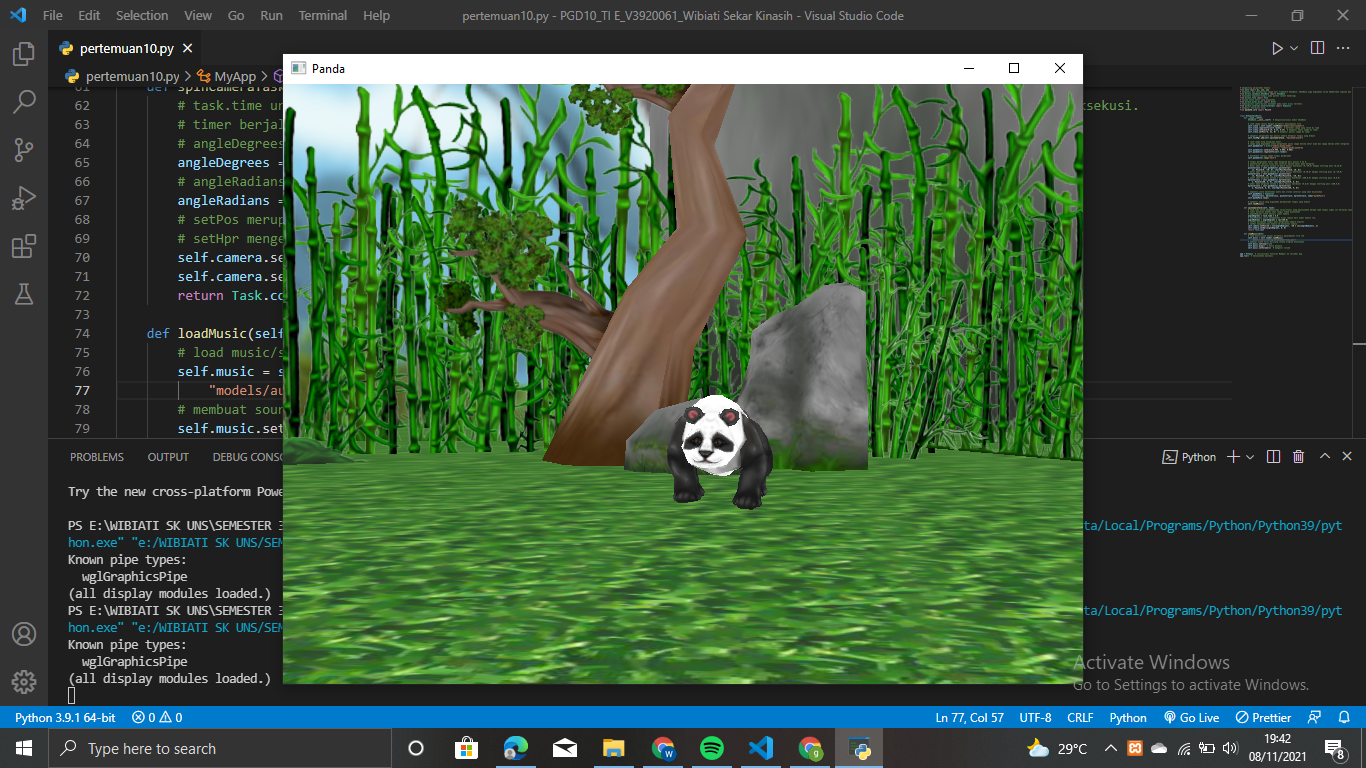 File Edit Selection View Go Run Terminal Help
pertemuan10.py - PGD10_TI E_V3920061_Wibiati Sekar Kinasih - Visual Studio Code
pertemuan10.py
pertemuan10.py > MyApp >
Panda
61 def spinCameraTask
62 # task.time un
tsekusi.
63 # timer berjal
64 # angleDegrees
65 angleDegrees =
66 # angleRadians
67 angleRadians =
68 # setPos merup
69 # setHpr menge
70 self.camera.se
71 self.camera.se
72 return Task.co
73
74 def loadMusic(self
75 # load music/s
76 self.music = s
77 "models/au
78 # membuat soun
79 self.music.set
PROBLEMS OUTPUT DEBUG CONSO
Python
Try the new cross-platform Powe
PS E:\WIBIATI SK UNS\SEMESTER 3
ta/Local/Programs/Python/Python39/pyt
hon.exe" "e:/WIBIATI SK UNS/SEM
Known pipe types:
wglGraphicsPipe
(all display modules loaded.)
PS E:\WIBIATI SK UNS\SEMESTER 3
ta/Local/Programs/Python/Python39/pyt
hon.exe" "e:/WIBIATI SK UNS/SEM
Known pipe types:
wglGraphicsPipe
(all display modules loaded.)
Activate Windows
Go to Settings to activate Windows.
Python 3.9.1 64-bit 0 0 Ln 77, Col 57 UTF-8 CRLF Python Go Live Prettier
Type here to search
29°C
19:42
08/11/2021
8